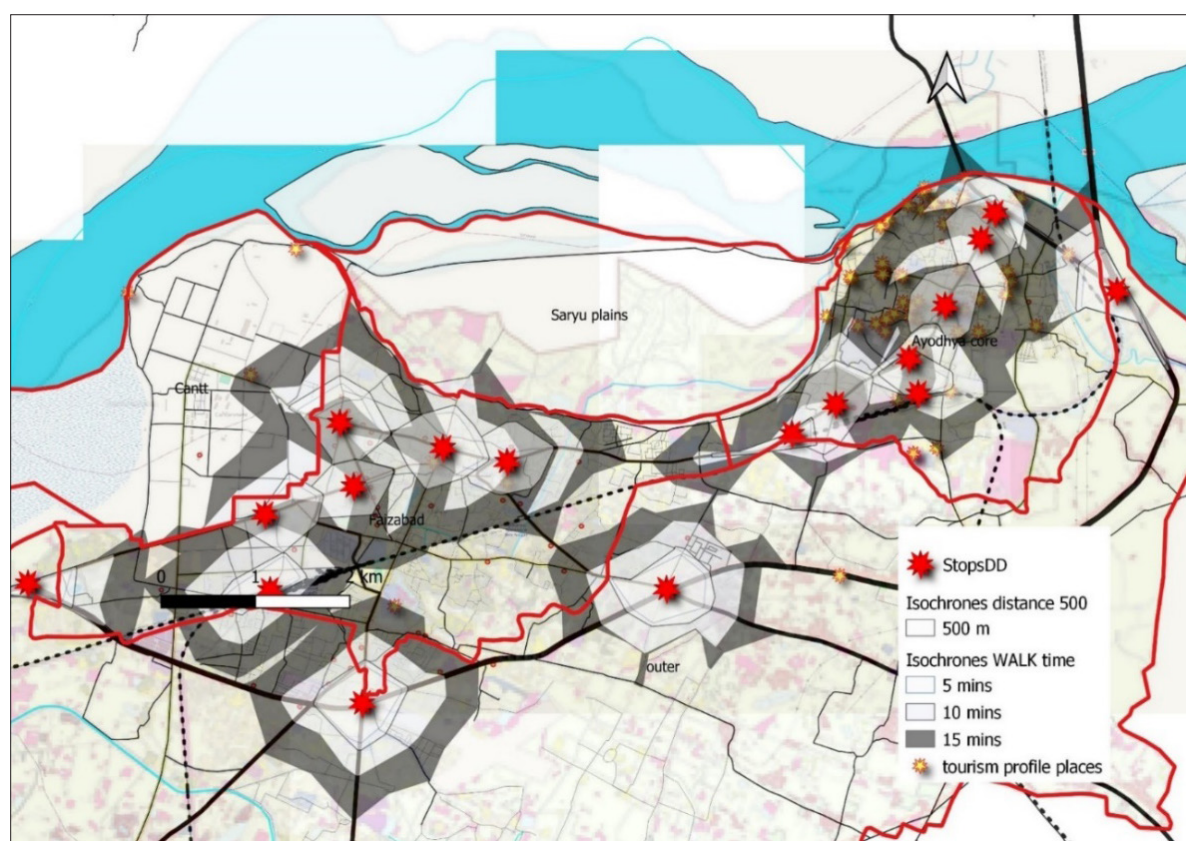 Saryu plains
Ayodhya core
Cantt
Faizabad
0 1 2 km
outer
StopsDD
Isochrones distance 500
500 m
Isochrones WALK time
5 mins
10 mins
15 mins
tourism profile places